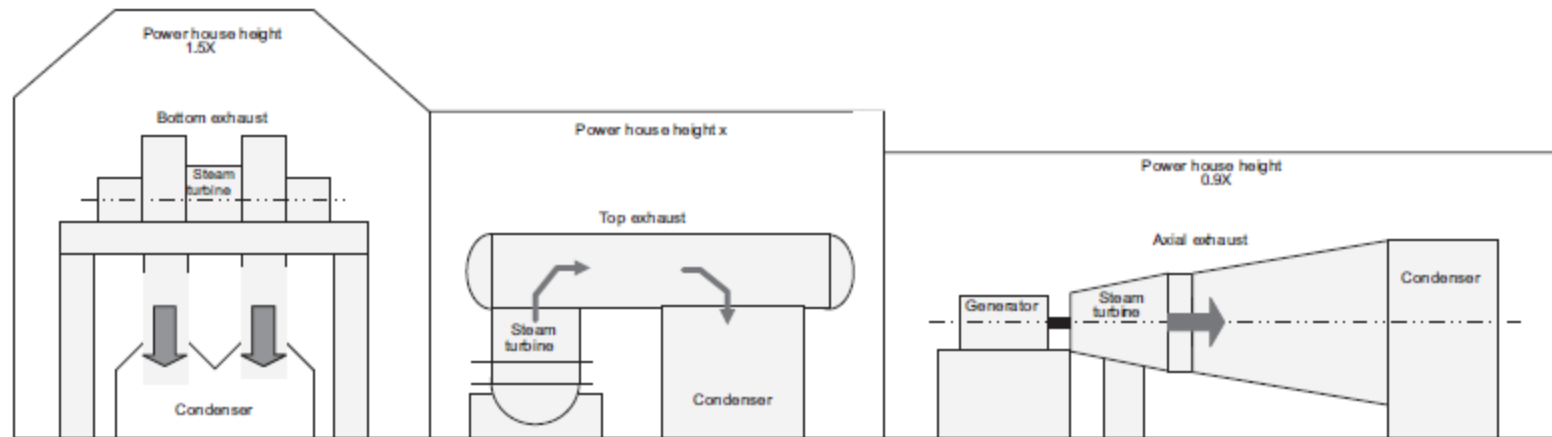 Power house height
1.5X
Bottom exhaust
Steam
turbine
Condenser
Power house height x
Top exhaust
Steam
turbine
Condenser
Power house height
0.9X
Axial exhaust
Generator
Steam
turbine
Condenser